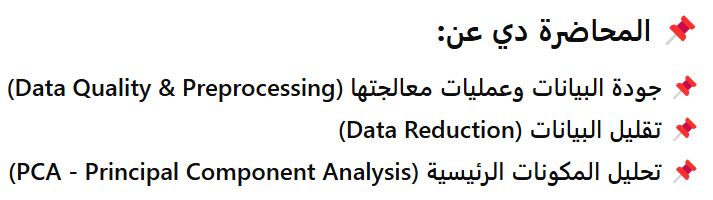 📌 المحاضرة دي عن:
📌 جودة البيانات وعمليات معالجتها (Data Quality & Preprocessing)
📌 تقليل البيانات (Data Reduction)
📌 تحليل المكونات الرئيسية (PCA - Principal Component Analysis)